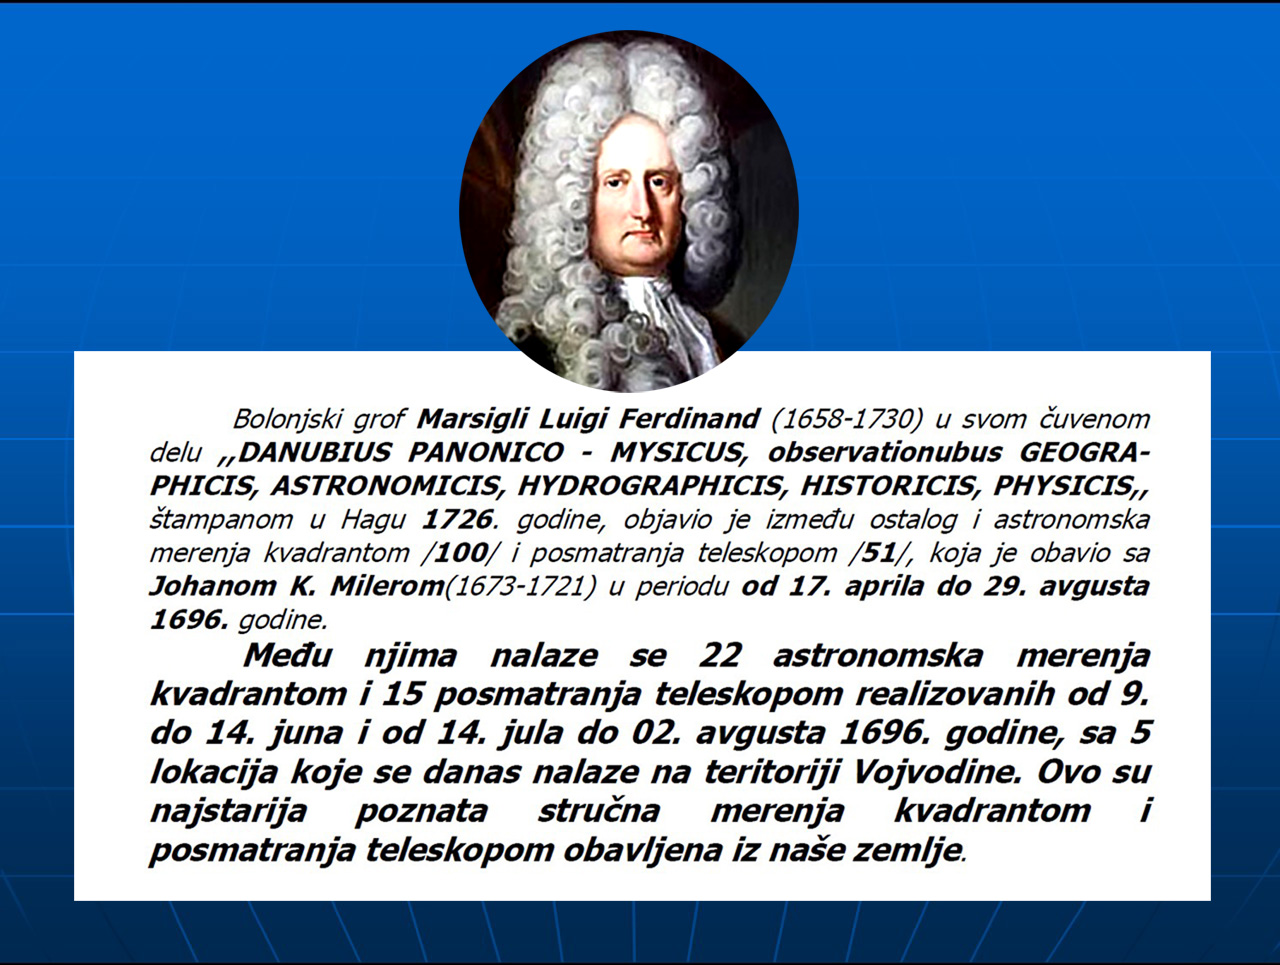 Bolonjski grof Marsigli Luigi Ferdinand (1658-1730) u svom čuvenom
delu ,,DANUBIUS PANONICO - MYSICUS, observationubus GEOGRA-
PHICIS, ASTRONOMICIS, HYDROGRAPHICIS, HISTORICIS, PHYSICIS,,
štampanom u Hagu 1726. godine, objavio je između ostalog i astronomska
merenja kvadrantom /100/ i posmatranja teleskopom /51/, koja je obavio sa
Johanom K. Milerom(1673-1721) u periodu od 17. aprila do 29. avgusta
1696. godine.
Među njima nalaze se 22 astronomska merenja
kvadrantom i 15 posmatranja teleskopom realizovanih od 9.
do 14. juna i od 14. jula do 02. avgusta 1696. godine, sa 5
lokacija koje se danas nalaze na teritoriji Vojvodine. Ovo su
najstarija poznata stručna merenja kvadrantom i
posmatranja teleskopom obavljena iz naše zemlje.